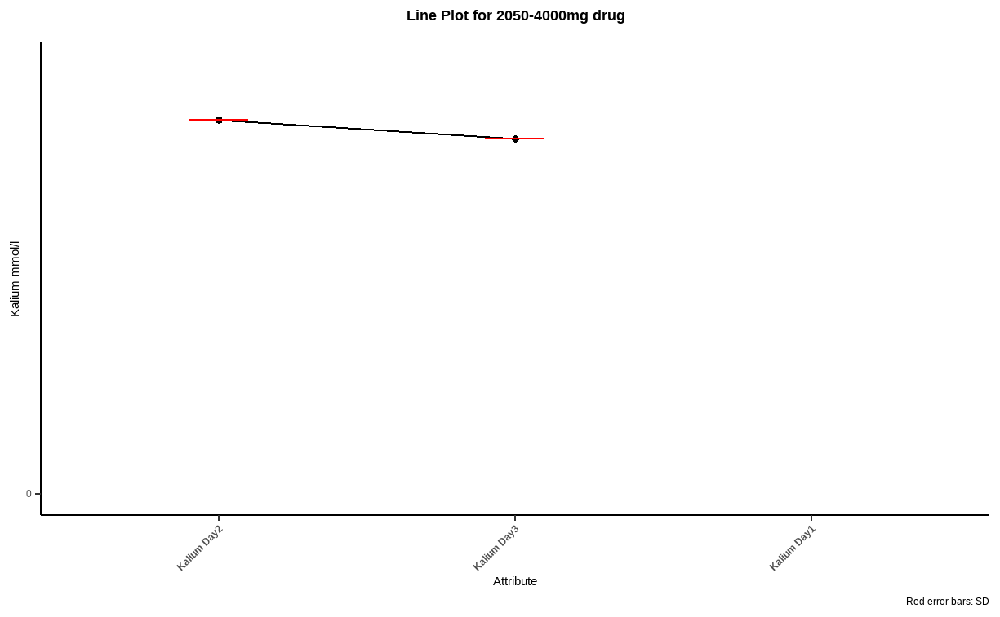 Line Plot for 2050-4000mg drug
Kalium mmol/l
0
Kalium Day2
Kalium Day3
Kalium Day1
Attribute
Red error bars: SD